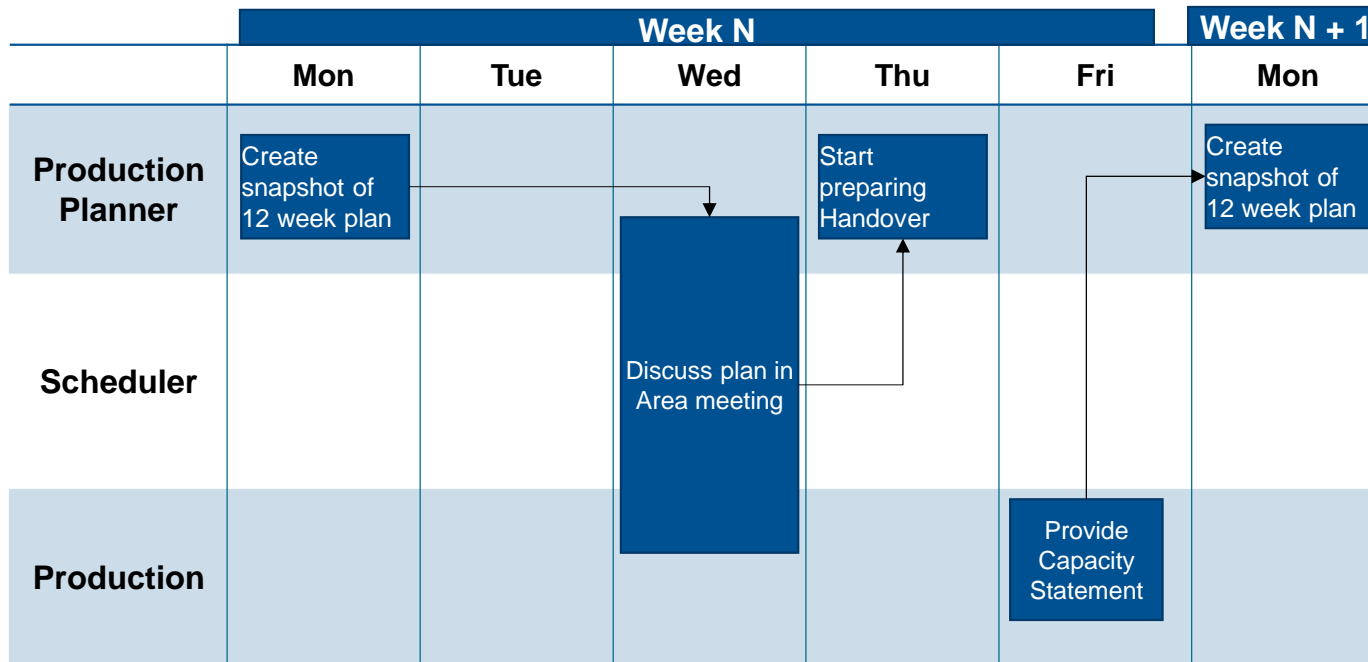 Week N
Week N + 1
Mon
Tue
Wed
Thu
Fri
Mon
Production
Planner
Create
snapshot of
12 week plan
Start
preparing
Handover
Create
snapshot of
12 week plan
Scheduler
Discuss plan in
Area meeting
Production
Provide
Capacity
Statement